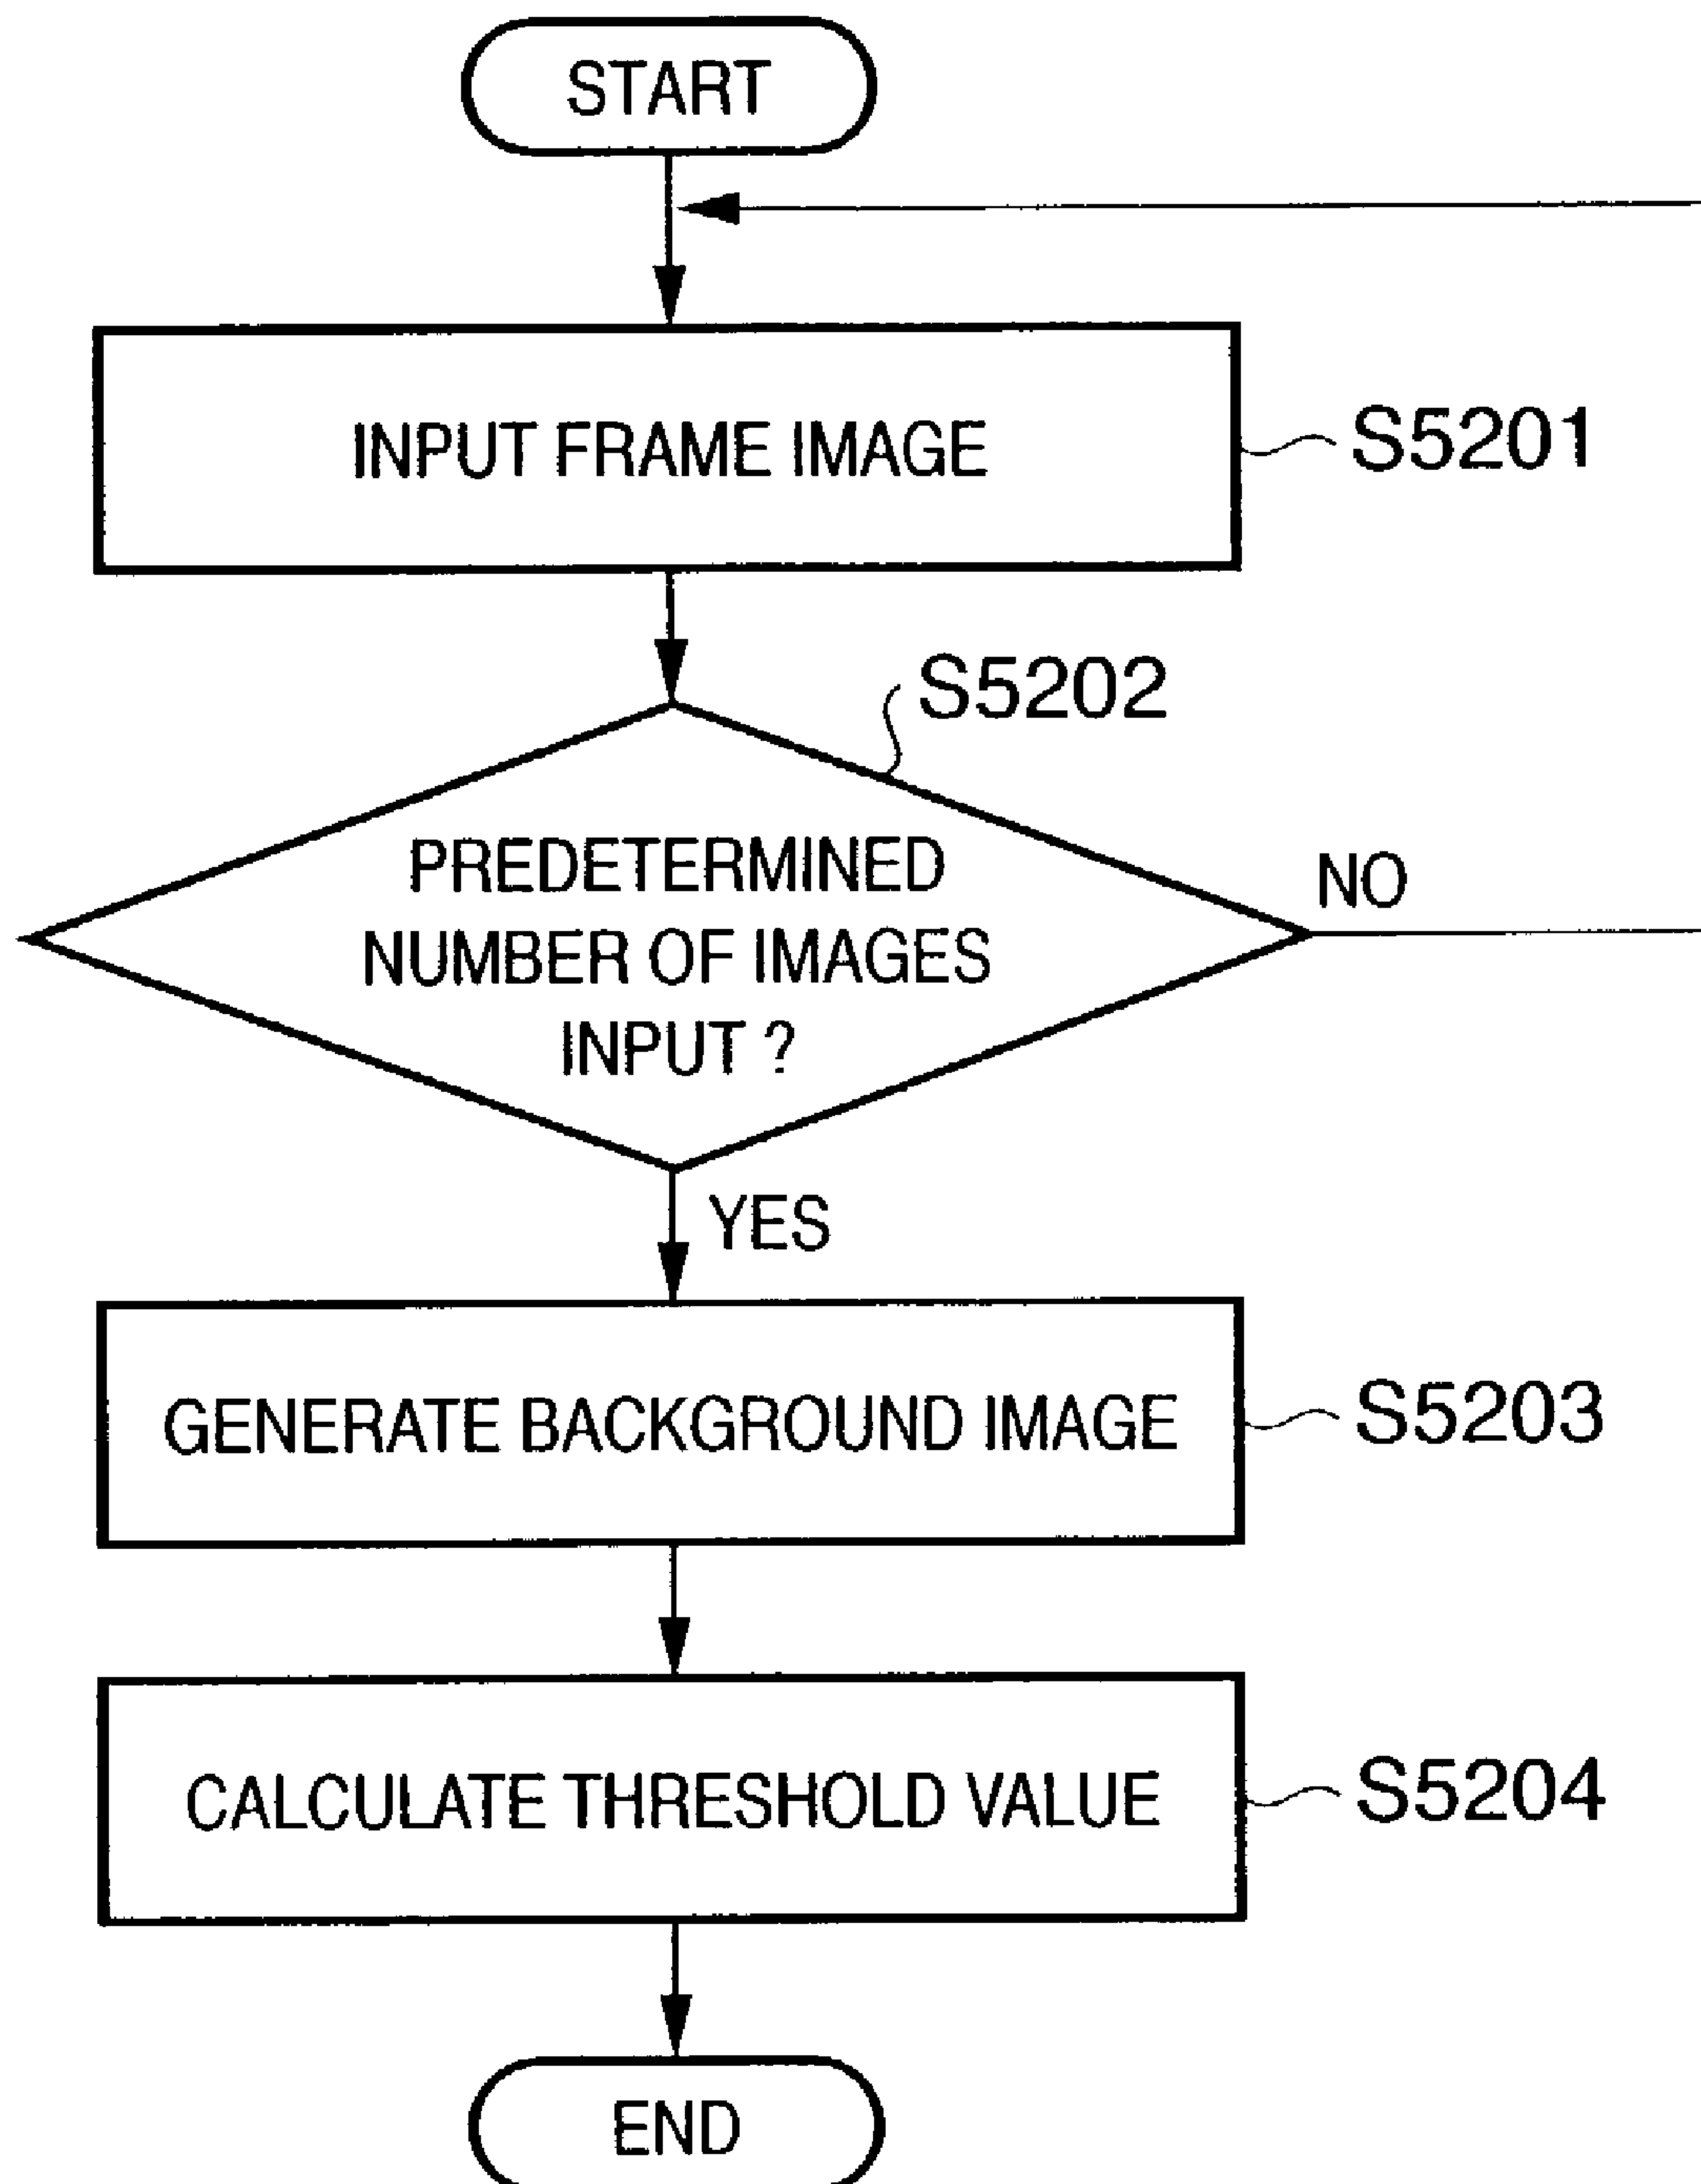 START
INPUT FRAME IMAGE
S5201
S5202
PREDETERMINED
NUMBER OF IMAGES
INPUT ?
NO
YES
GENERATE BACKGROUND IMAGE
S5203
CALCULATE THRESHOLD VALUE
S5204
END